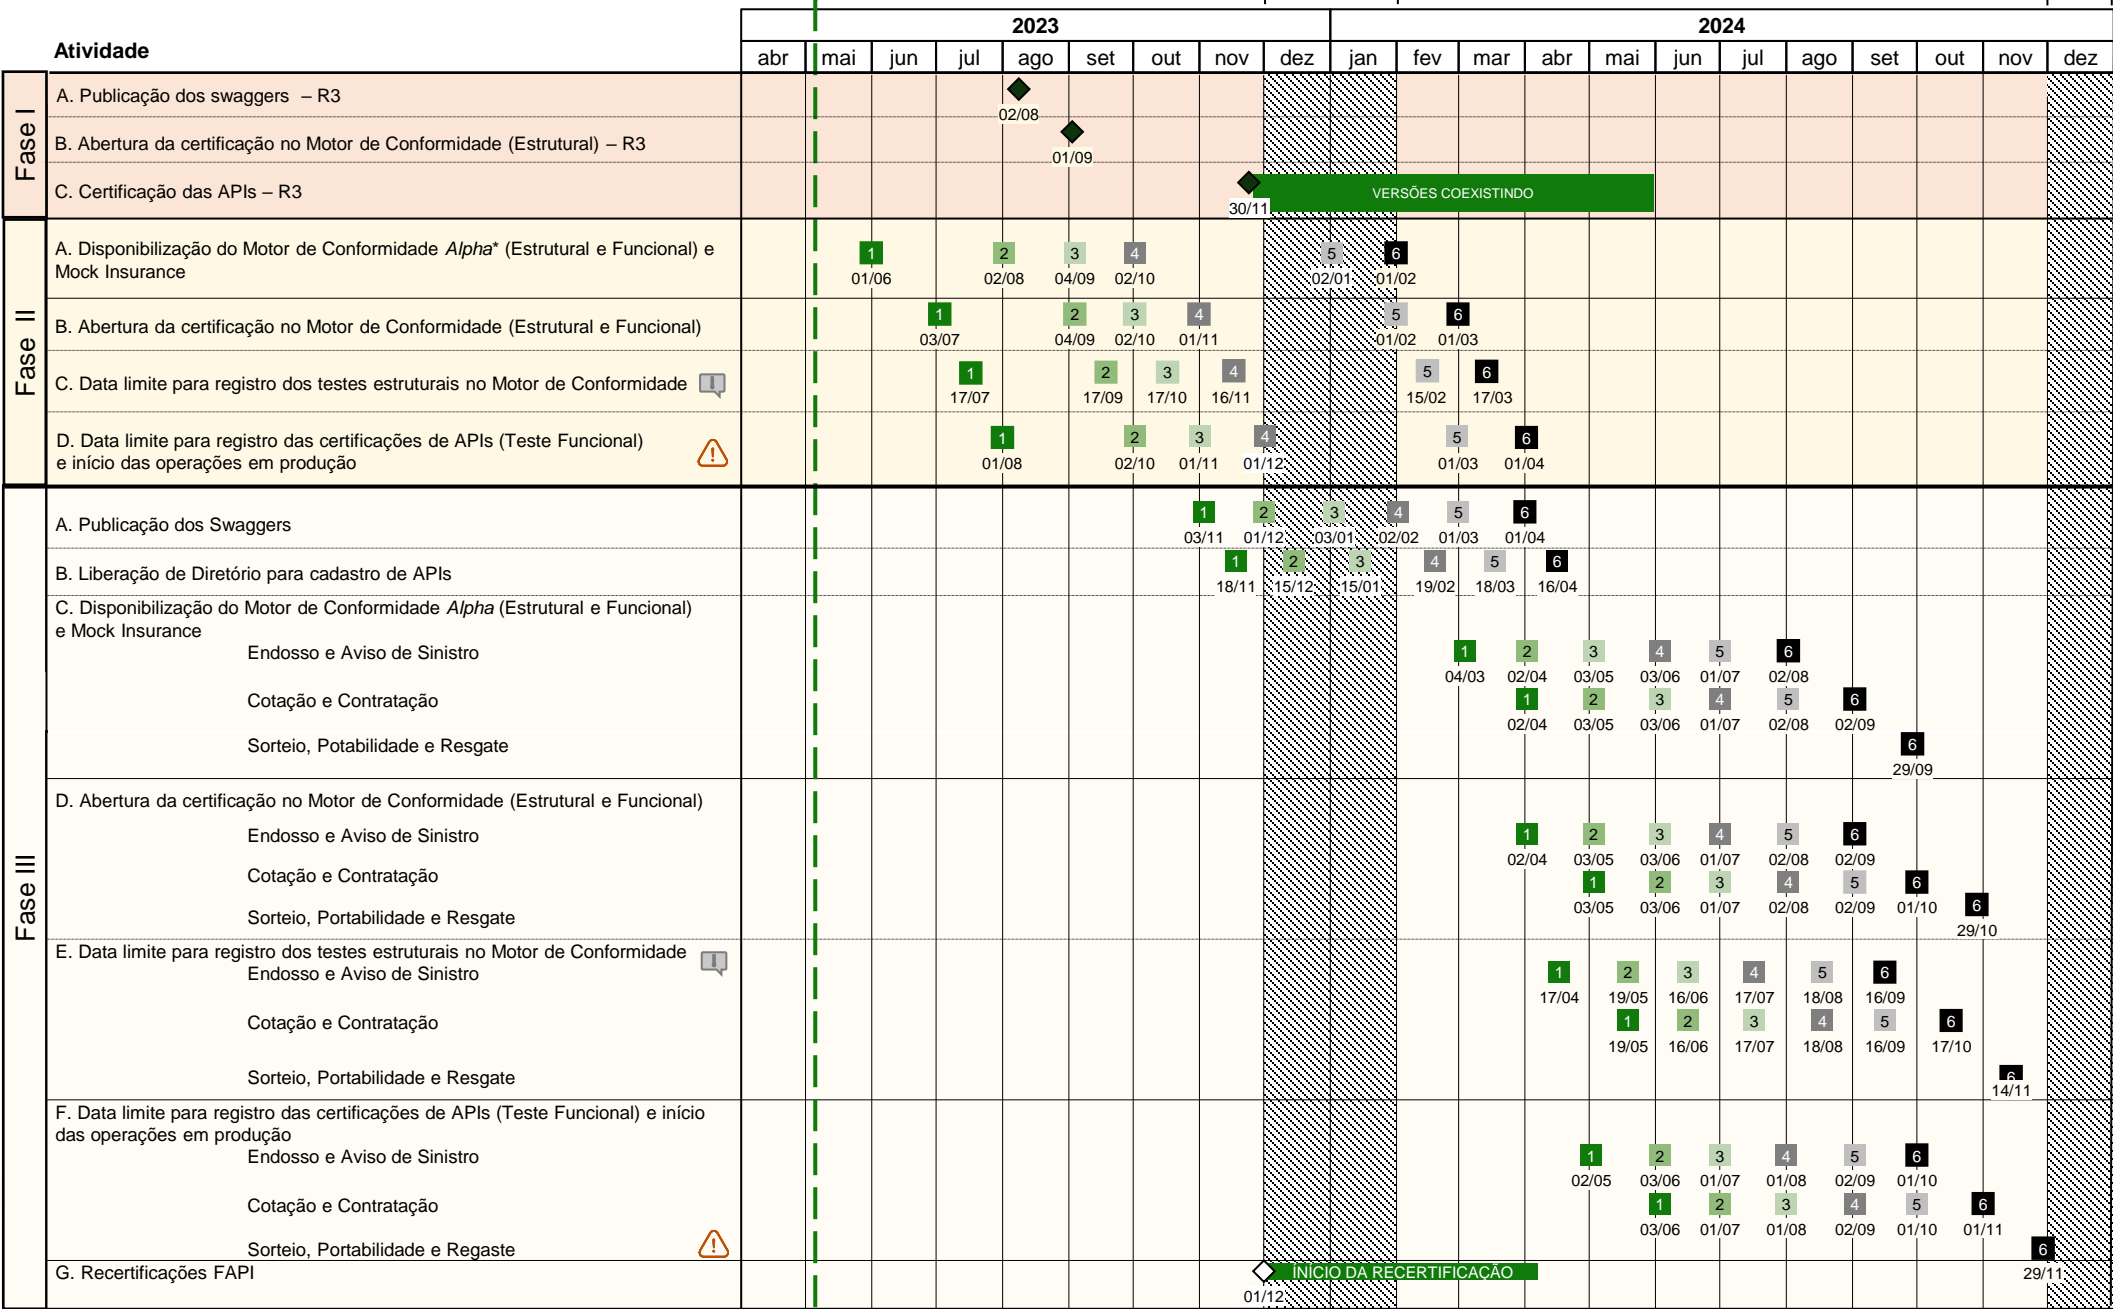 2023
2024
Atividade
abr mai jun jul ago set out nov dez jan fev mar abr mai jun jul ago set out nov dez
Fase I
A. Publicação dos swaggers – R3
02/08
B. Abertura da certificação no Motor de Conformidade (Estrutural) – R3
01/09
C. Certificação das APIs – R3
VERSÕES COEXISTINDO
30/11
Fase II
A. Disponibilização do Motor de Conformidade Alpha* (Estrutural e Funcional) e
Mock Insurance
1 2 3 4 5 6
01/06 02/08 04/09 02/10 02/01 01/02
B. Abertura da certificação no Motor de Conformidade (Estrutural e Funcional)
1 2 3 4 5 6
03/07 04/09 02/10 01/11 01/02 01/03
C. Data limite para registro dos testes estruturais no Motor de Conformidade
1 2 3 4 5 6
17/07 17/09 17/10 16/11 15/02 17/03
D. Data limite para registro das certificações de APIs (Teste Funcional)
e início das operações em produção
1 2 3 4 5 6
01/08 02/10 01/11 01/12 01/03 01/04
Fase III
A. Publicação dos Swaggers
1 2 3 4 5 6
03/11 01/12 03/01 02/02 01/03 01/04
B. Liberação de Diretório para cadastro de APIs
1 2 3 4 5 6
18/11 15/12 15/01 19/02 18/03 16/04
C. Disponibilização do Motor de Conformidade Alpha (Estrutural e Funcional)
e Mock Insurance
Endosso e Aviso de Sinistro
1 2 3 4 5 6
04/03 02/04 03/05 03/06 01/07 02/08
Cotação e Contratação
1 2 3 4 5 6
02/04 03/05 03/06 01/07 02/08 02/09
Sorteio, Potabilidade e Resgate
6
29/09
D. Abertura da certificação no Motor de Conformidade (Estrutural e Funcional)
Endosso e Aviso de Sinistro
1 2 3 4 5 6
02/04 03/05 03/06 01/07 02/08 02/09
Cotação e Contratação
1 2 3 4 5 6
03/05 03/06 01/07 02/08 02/09 01/10
Sorteio, Portabilidade e Resgate
6
29/10
E. Data limite para registro dos testes estruturais no Motor de Conformidade
Endosso e Aviso de Sinistro
1 2 3 4 5 6
17/04 19/05 16/06 17/07 18/08 16/09
Cotação e Contratação
1 2 3 4 5 6
19/05 16/06 17/07 18/08 16/09 17/10
Sorteio, Portabilidade e Resgate
6
14/11
F. Data limite para registro das certificações de APIs (Teste Funcional) e início
das operações em produção
Endosso e Aviso de Sinistro
1 2 3 4 5 6
02/05 03/06 01/07 01/08 02/09 01/10
Cotação e Contratação
1 2 3 4 5 6
03/06 01/07 01/08 02/09 01/10 01/11
Sorteio, Portabilidade e Regaste
6
29/11
G. Recertificações FAPI
INÍCIO DA RECERTIFICAÇÃO
01/12